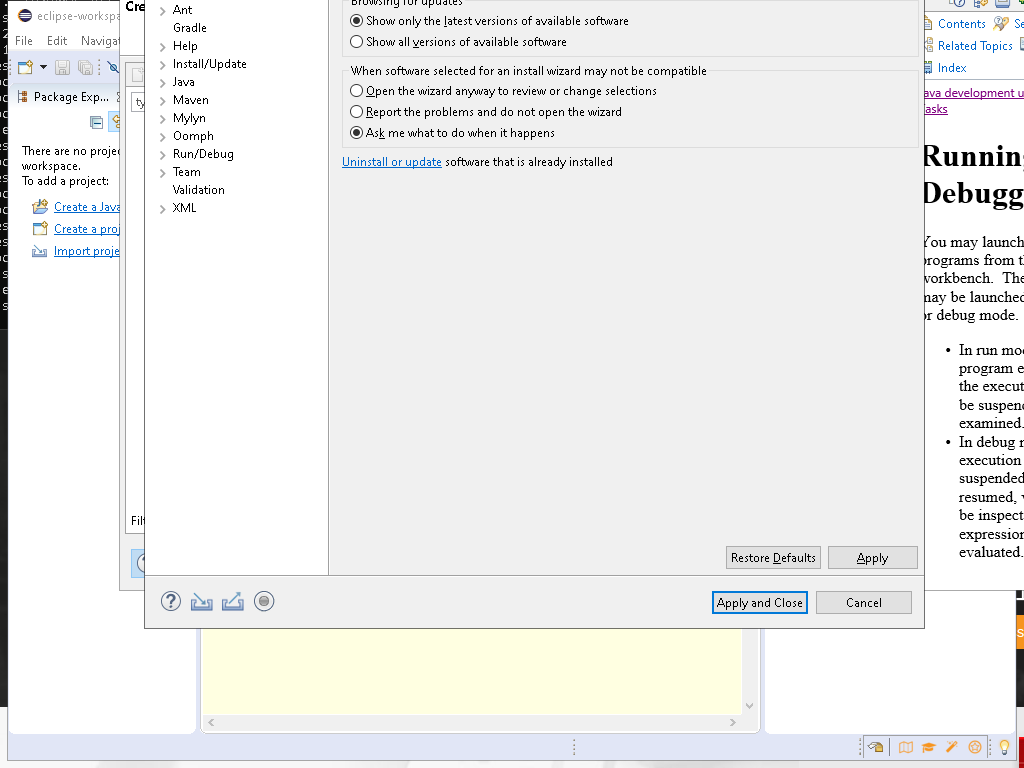 eclipse-workspa
Cre
File Edit Navigat
Package Exp...
There are no projec
workspace.
To add a project:
Create a Java
Create a proj
Import proje
ty
Filt
Ant
Gradle
Help
Install/Update
Java
Maven
Mylyn
Oomph
Run/Debug
Team
Validation
XML
Browsing for updates
Show only the latest versions of available software
Show all versions of available software
When software selected for an install wizard may not be compatible
Open the wizard anyway to review or change selections
Report the problems and do not open the wizard
Ask me what to do when it happens
Uninstall or update software that is already installed
Restore Defaults Apply
Apply and Close Cancel
Contents Se
Related Topics
Index
ava development u
asks
Running
Debugg
You may launch
programs from th
workbench. The
may be launched
or debug mode.
• In run mod
program e
the execut
be suspend
examined.
• In debug m
execution
suspended
resumed, v
be inspect
expression
evaluated.